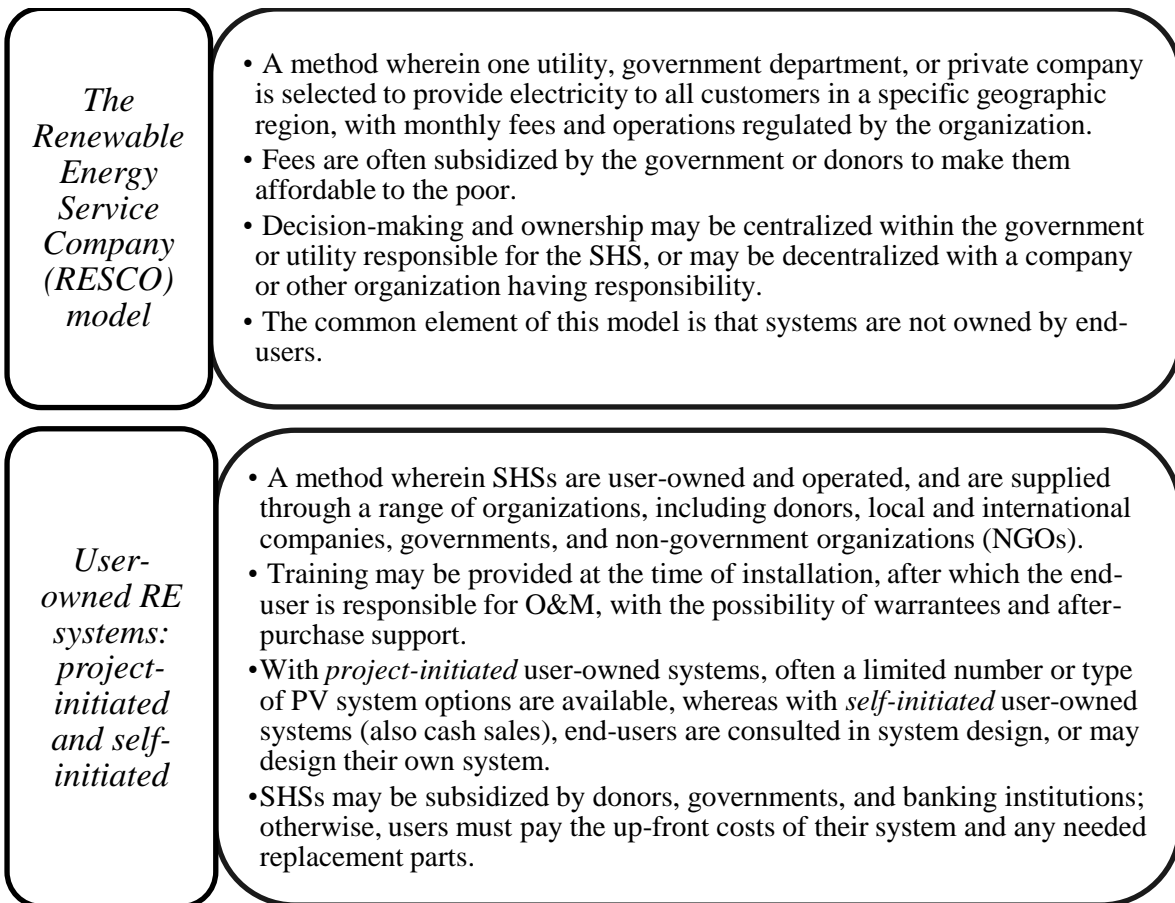 The
Renewable
Energy
Service
Company
(RESCO)
model
• A method wherein one utility, government department, or private company
is selected to provide electricity to all customers in a specific geographic
region, with monthly fees and operations regulated by the organization.
• Fees are often subsidized by the government or donors to make them
affordable to the poor.
• Decision-making and ownership may be centralized within the government
or utility responsible for the SHS, or may be decentralized with a company
or other organization having responsibility.
• The common element of this model is that systems are not owned by end-
users.
User-
owned RE
systems:
project-
initiated
and self-
initiated
• A method wherein SHSs are user-owned and operated, and are supplied
through a range of organizations, including donors, local and international
companies, governments, and non-government organizations (NGOs).
• Training may be provided at the time of installation, after which the end-
user is responsible for O&M, with the possibility of warrantees and after-
purchase support.
•With project-initiated user-owned systems, often a limited number or type
of PV system options are available, whereas with self-initiated user-owned
systems (also cash sales), end-users are consulted in system design, or may
design their own system.
•SHSs may be subsidized by donors, governments, and banking institutions;
otherwise, users must pay the up-front costs of their system and any needed
replacement parts.